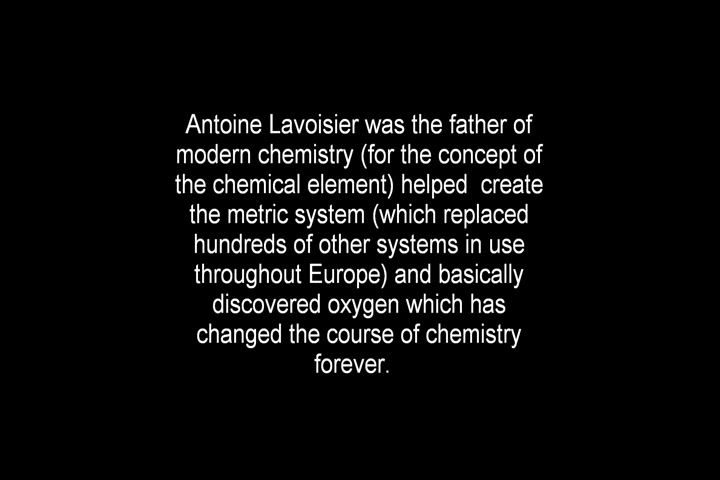 Antoine Lavoisier was the father of
modern chemistry (for the concept of
the chemical element) helped  create
the metric system (which replaced
hundreds of other systems in use
throughout Europe) and basically
discovered oxygen which has
changed the course of chemistry
forever.